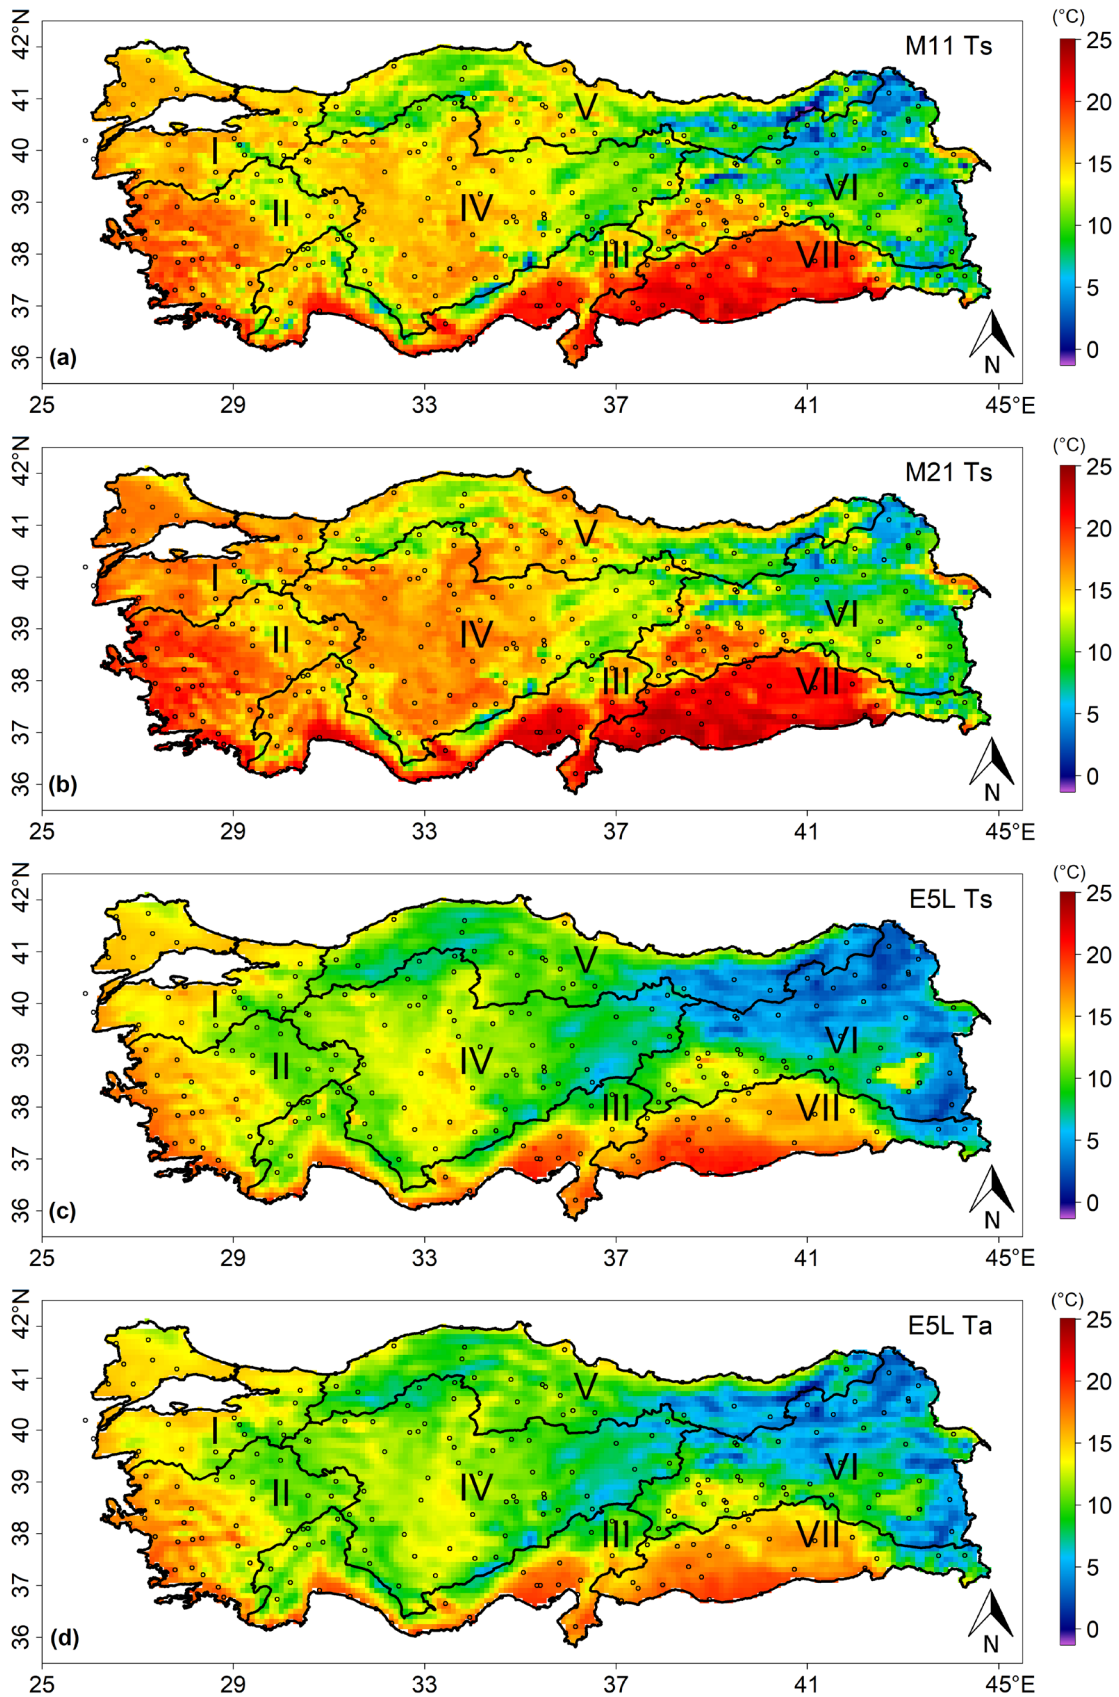 (°C)
M11 Ts
42°N
41
40
39
38
37
36
I
II
III
IV
V
VI
VII
25
20
15
10
5
0
N
(a)
25 29 33 37 41 45°E
(°C)
M21 Ts
42°N
41
40
39
38
37
36
I
II
III
IV
V
VI
VII
25
20
15
10
5
0
N
(b)
25 29 33 37 41 45°E
(°C)
E5L Ts
42°N
41
40
39
38
37
36
I
II
III
IV
V
VI
VII
25
20
15
10
5
0
N
(c)
25 29 33 37 41 45°E
(°C)
E5L Ta
42°N
41
40
39
38
37
36
I
II
III
IV
V
VI
VII
25
20
15
10
5
0
N
(d)
25 29 33 37 41 45°E